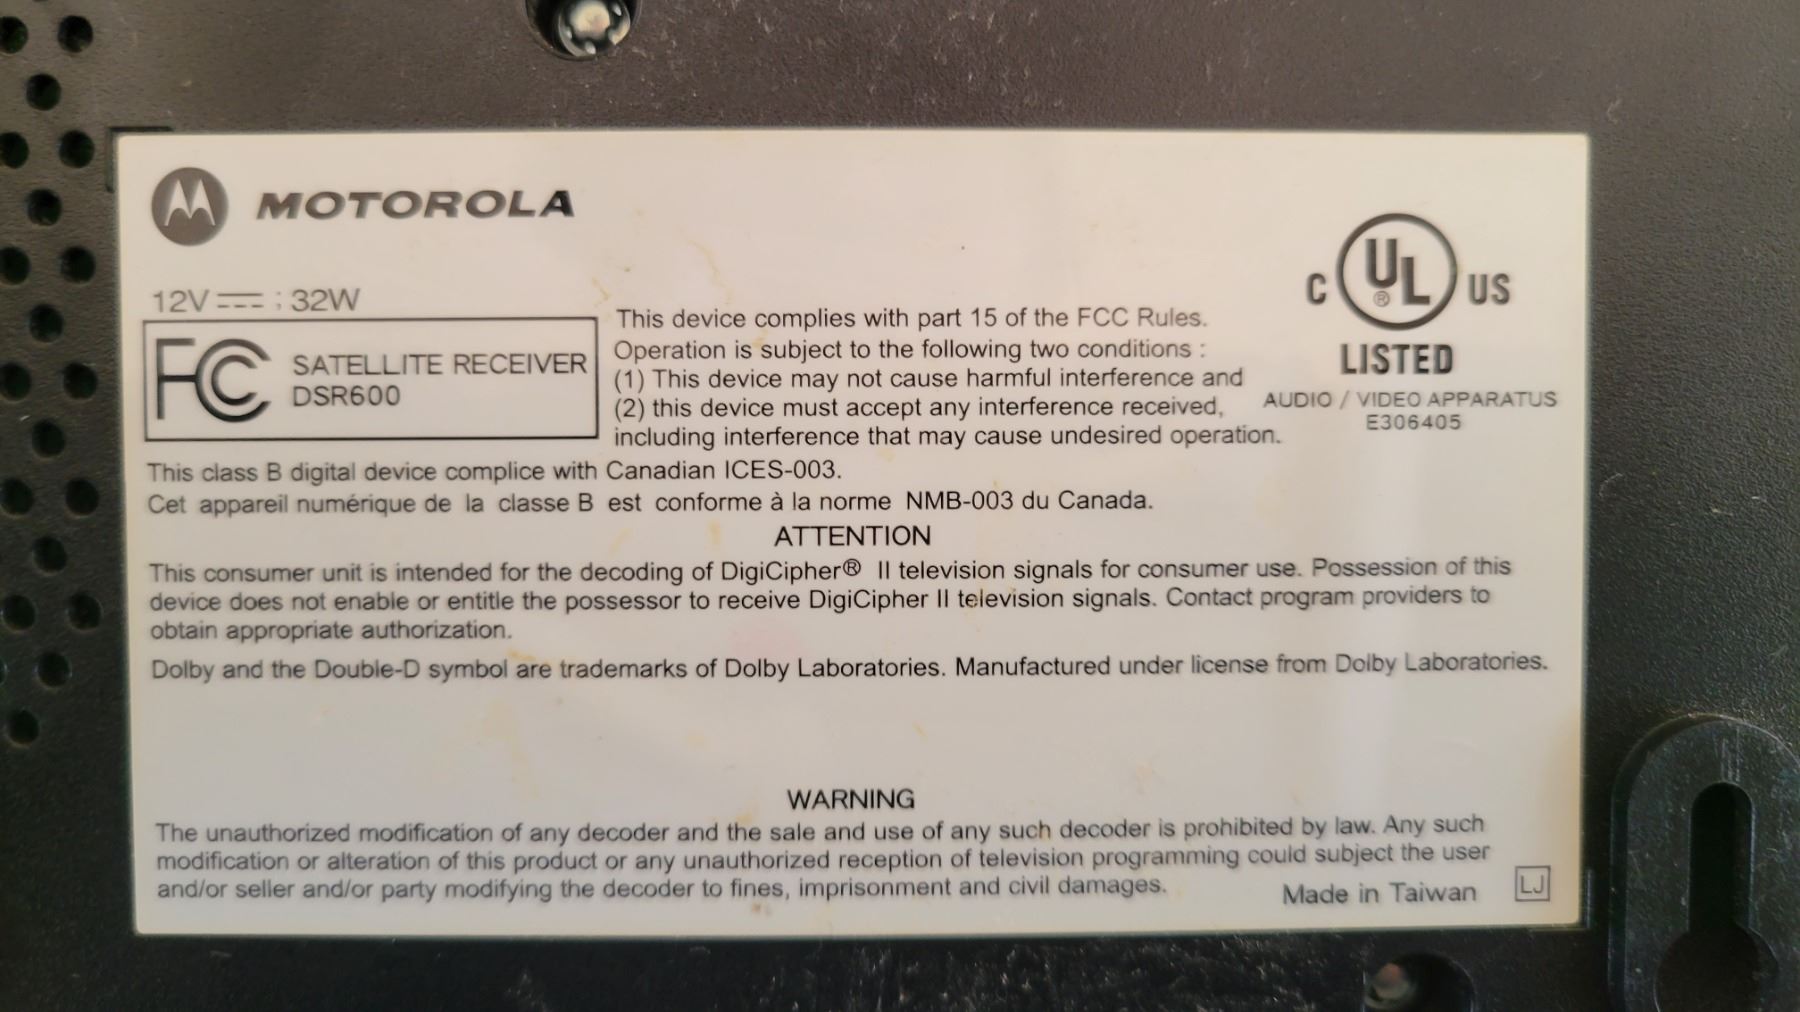 MOTOROLA
12V ⎓ : 32W
FC SATELLITE RECEIVER
DSR600
This device complies with part 15 of the FCC Rules.
Operation is subject to the following two conditions :
(1) This device may not cause harmful interference and
(2) this device must accept any interference received,
including interference that may cause undesired operation.
C UL ® US
LISTED
AUDIO / VIDEO APPARATUS
E306405
This class B digital device complice with Canadian ICES-003.
Cet appareil numérique de la classe B est conforme à la norme NMB-003 du Canada.
ATTENTION
This consumer unit is intended for the decoding of DigiCipher® II television signals for consumer use. Possession of this
device does not enable or entitle the possessor to receive DigiCipher II television signals. Contact program providers to
obtain appropriate authorization.
Dolby and the Double-D symbol are trademarks of Dolby Laboratories. Manufactured under license from Dolby Laboratories.
WARNING
The unauthorized modification of any decoder and the sale and use of any such decoder is prohibited by law. Any such
modification or alteration of this product or any unauthorized reception of television programming could subject the user
and/or seller and/or party modifying the decoder to fines, imprisonment and civil damages.
Made in Taiwan LJ